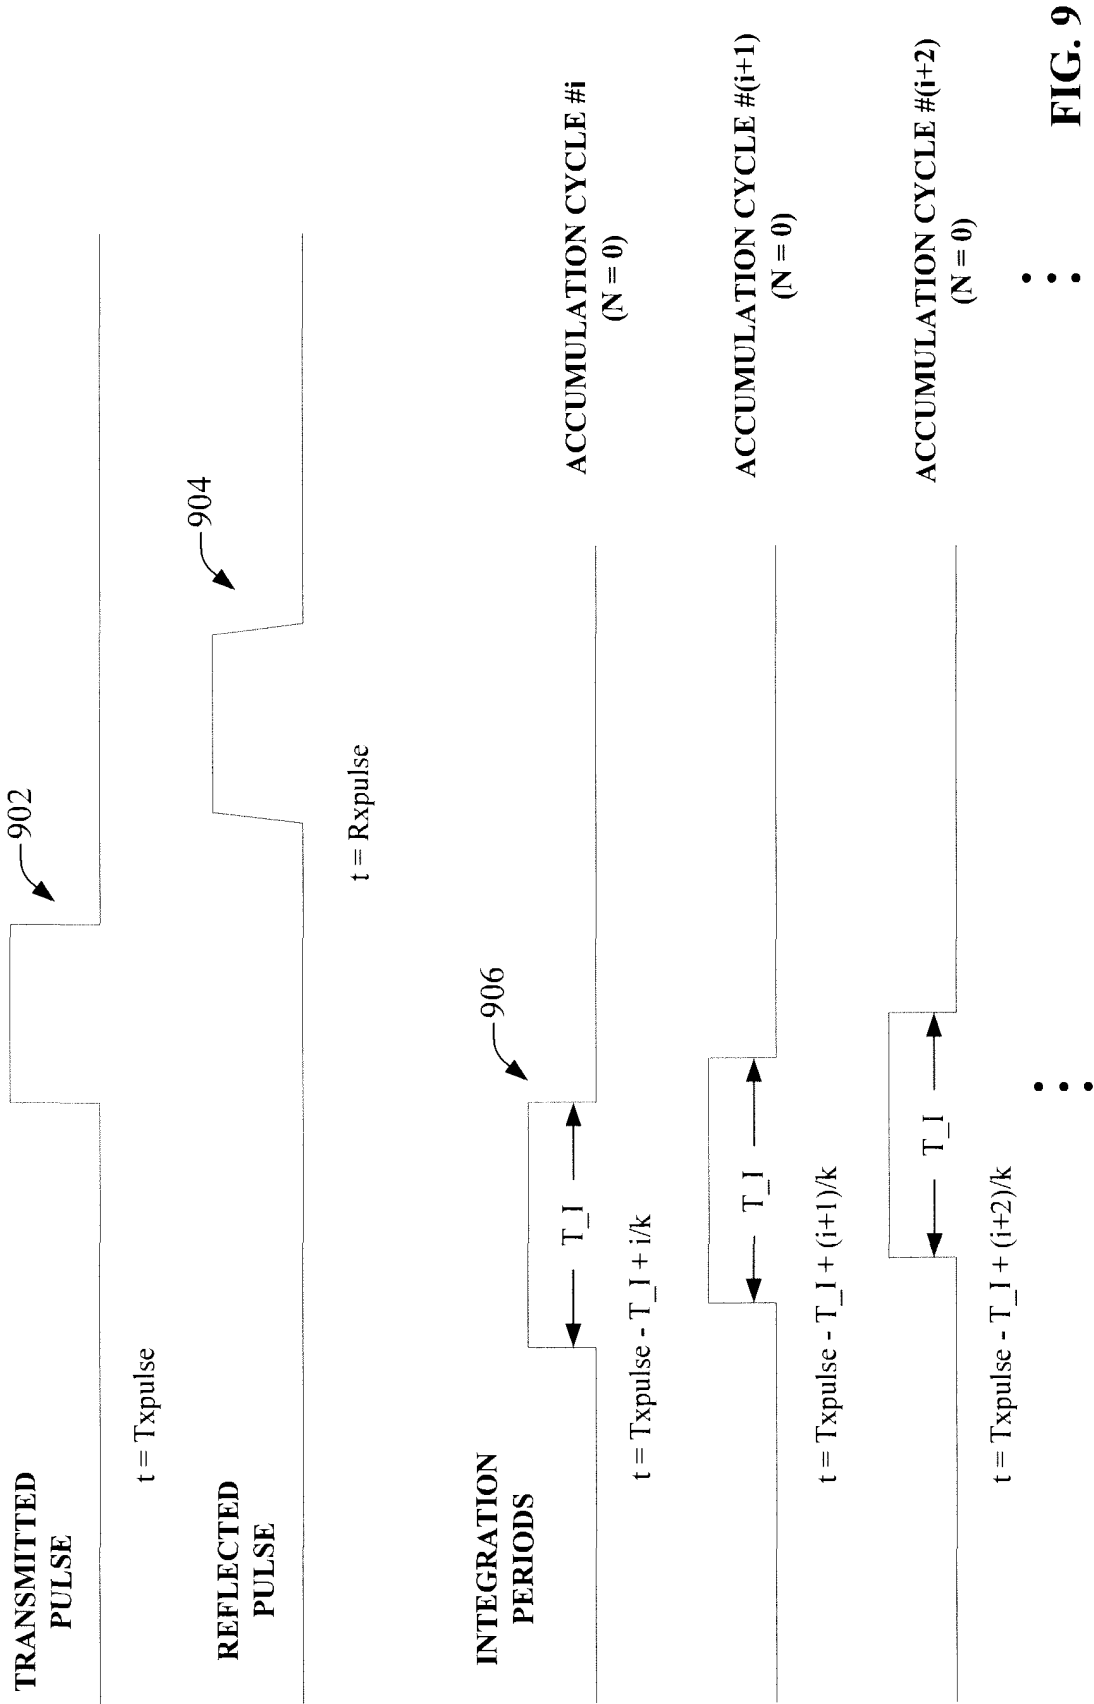 TRANSMITTED
PULSE
902
t = Txpulse
REFLECTED
PULSE
904
t = Rxpulse
INTEGRATION
PERIODS
906
T_I
ACCUMULATION CYCLE #i
(N = 0)
t = Txpulse - T_I + i/k
T_I
ACCUMULATION CYCLE #(i+1)
(N = 0)
t = Txpulse - T_I + (i+1)/k
T_I
ACCUMULATION CYCLE #(i+2)
(N = 0)
t = Txpulse - T_I + (i+2)/k
FIG. 9